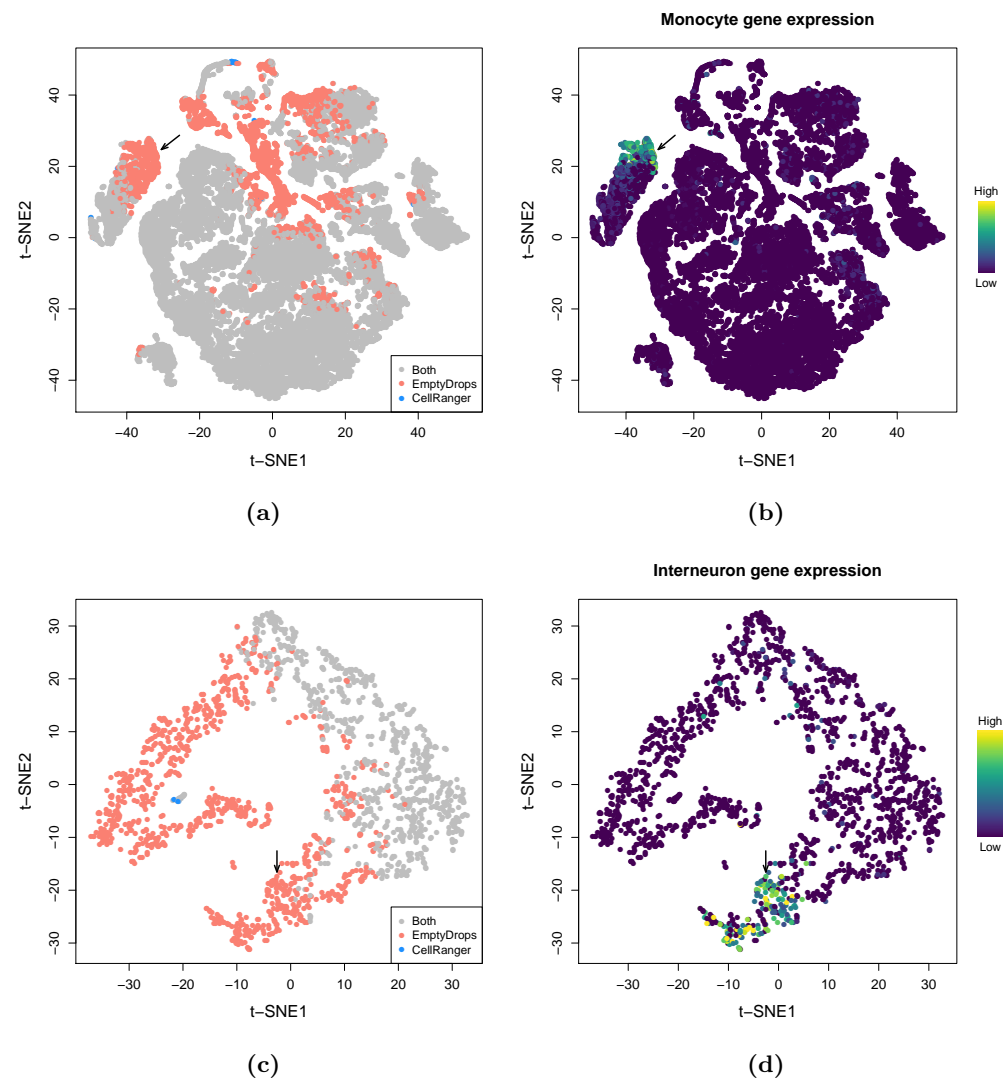 Monocyte gene expression
t−SNE2
40
20
0
−20
−40
−40
−20
0
20
40
t−SNE1
Both
EmptyDrops
CellRanger
(a)
t−SNE2
40
20
0
−20
−40
−40
−20
0
20
40
t−SNE1
High
Low
(b)
Interneuron gene expression
t−SNE2
30
20
10
0
−10
−20
−30
−30
−20
−10
0
10
20
30
t−SNE1
Both
EmptyDrops
CellRanger
(c)
t−SNE2
30
20
10
0
−10
−20
−30
−30
−20
−10
0
10
20
30
t−SNE1
High
Low
(d)